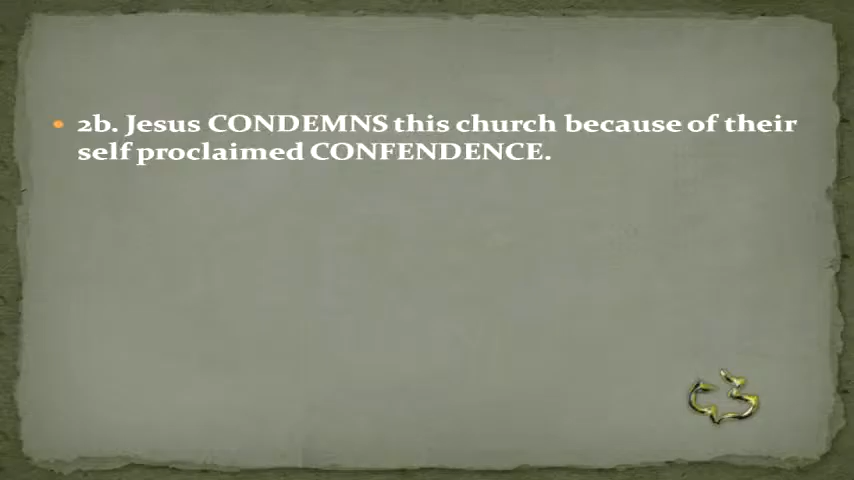 2b. Jesus CONDEMNS this church because of their
self proclaimed CONFENDENCE.